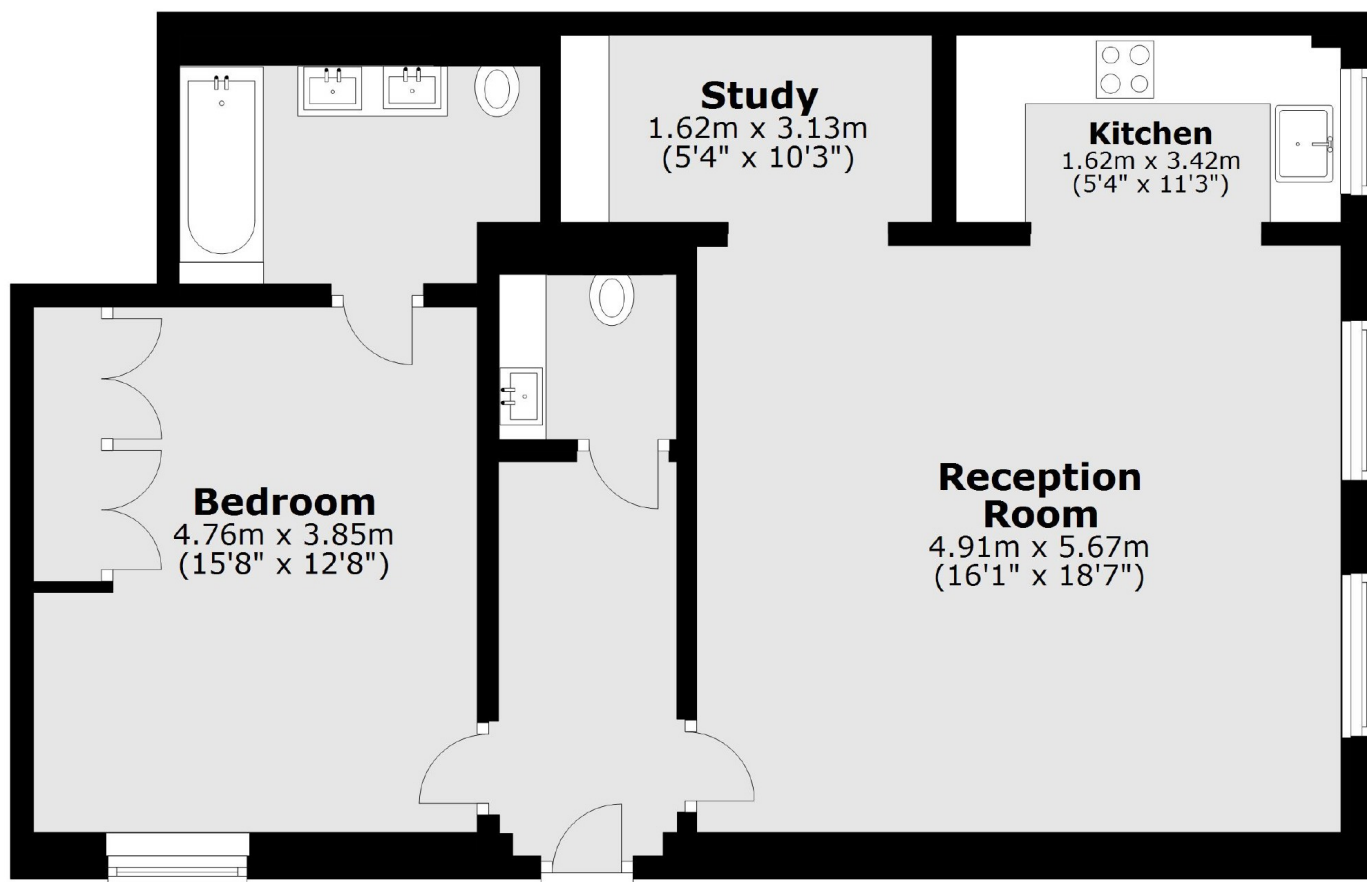 Study
1.62m x 3.13m
(5'4" x 10'3")
Kitchen
1.62m x 3.42m
(5'4" x 11'3")
Bedroom
4.76m x 3.85m
(15'8" x 12'8")
Reception
Room
4.91m x 5.67m
(16'1" x 18'7")